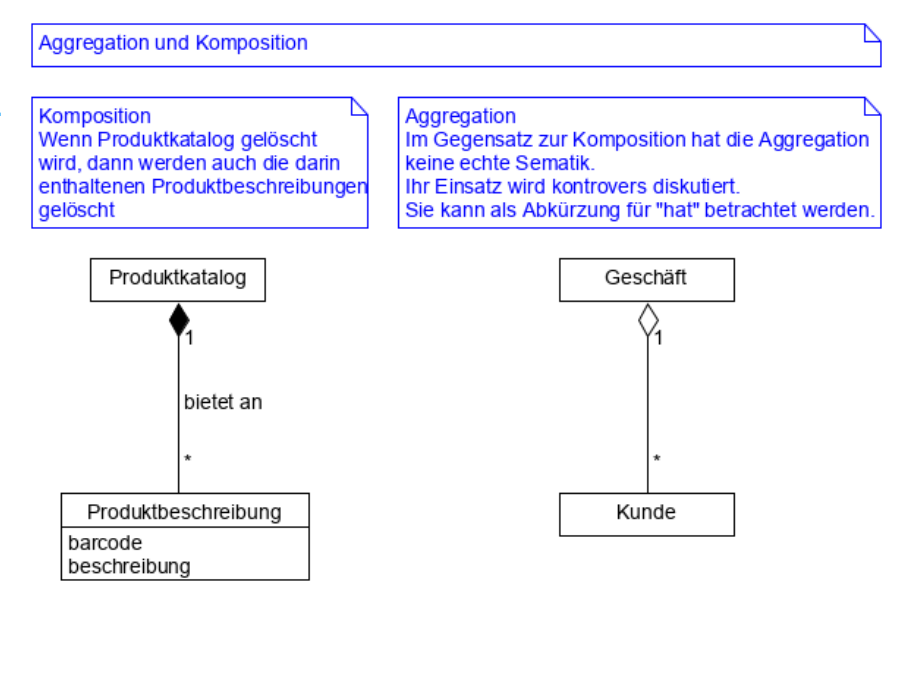 Aggregation und Komposition
Komposition
Wenn Produktkatalog gelöscht
wird, dann werden auch die darin
enthaltenen Produktbeschreibungen
gelöscht
Aggregation
Im Gegensatz zur Komposition hat die Aggregation
keine echte Sematik.
Ihr Einsatz wird kontrovers diskutiert.
Sie kann als Abkürzung für "hat" betrachtet werden.
Produktkatalog
1
bietet an
*
Produktbeschreibung
barcode
beschreibung
Geschäft
1
*
Kunde